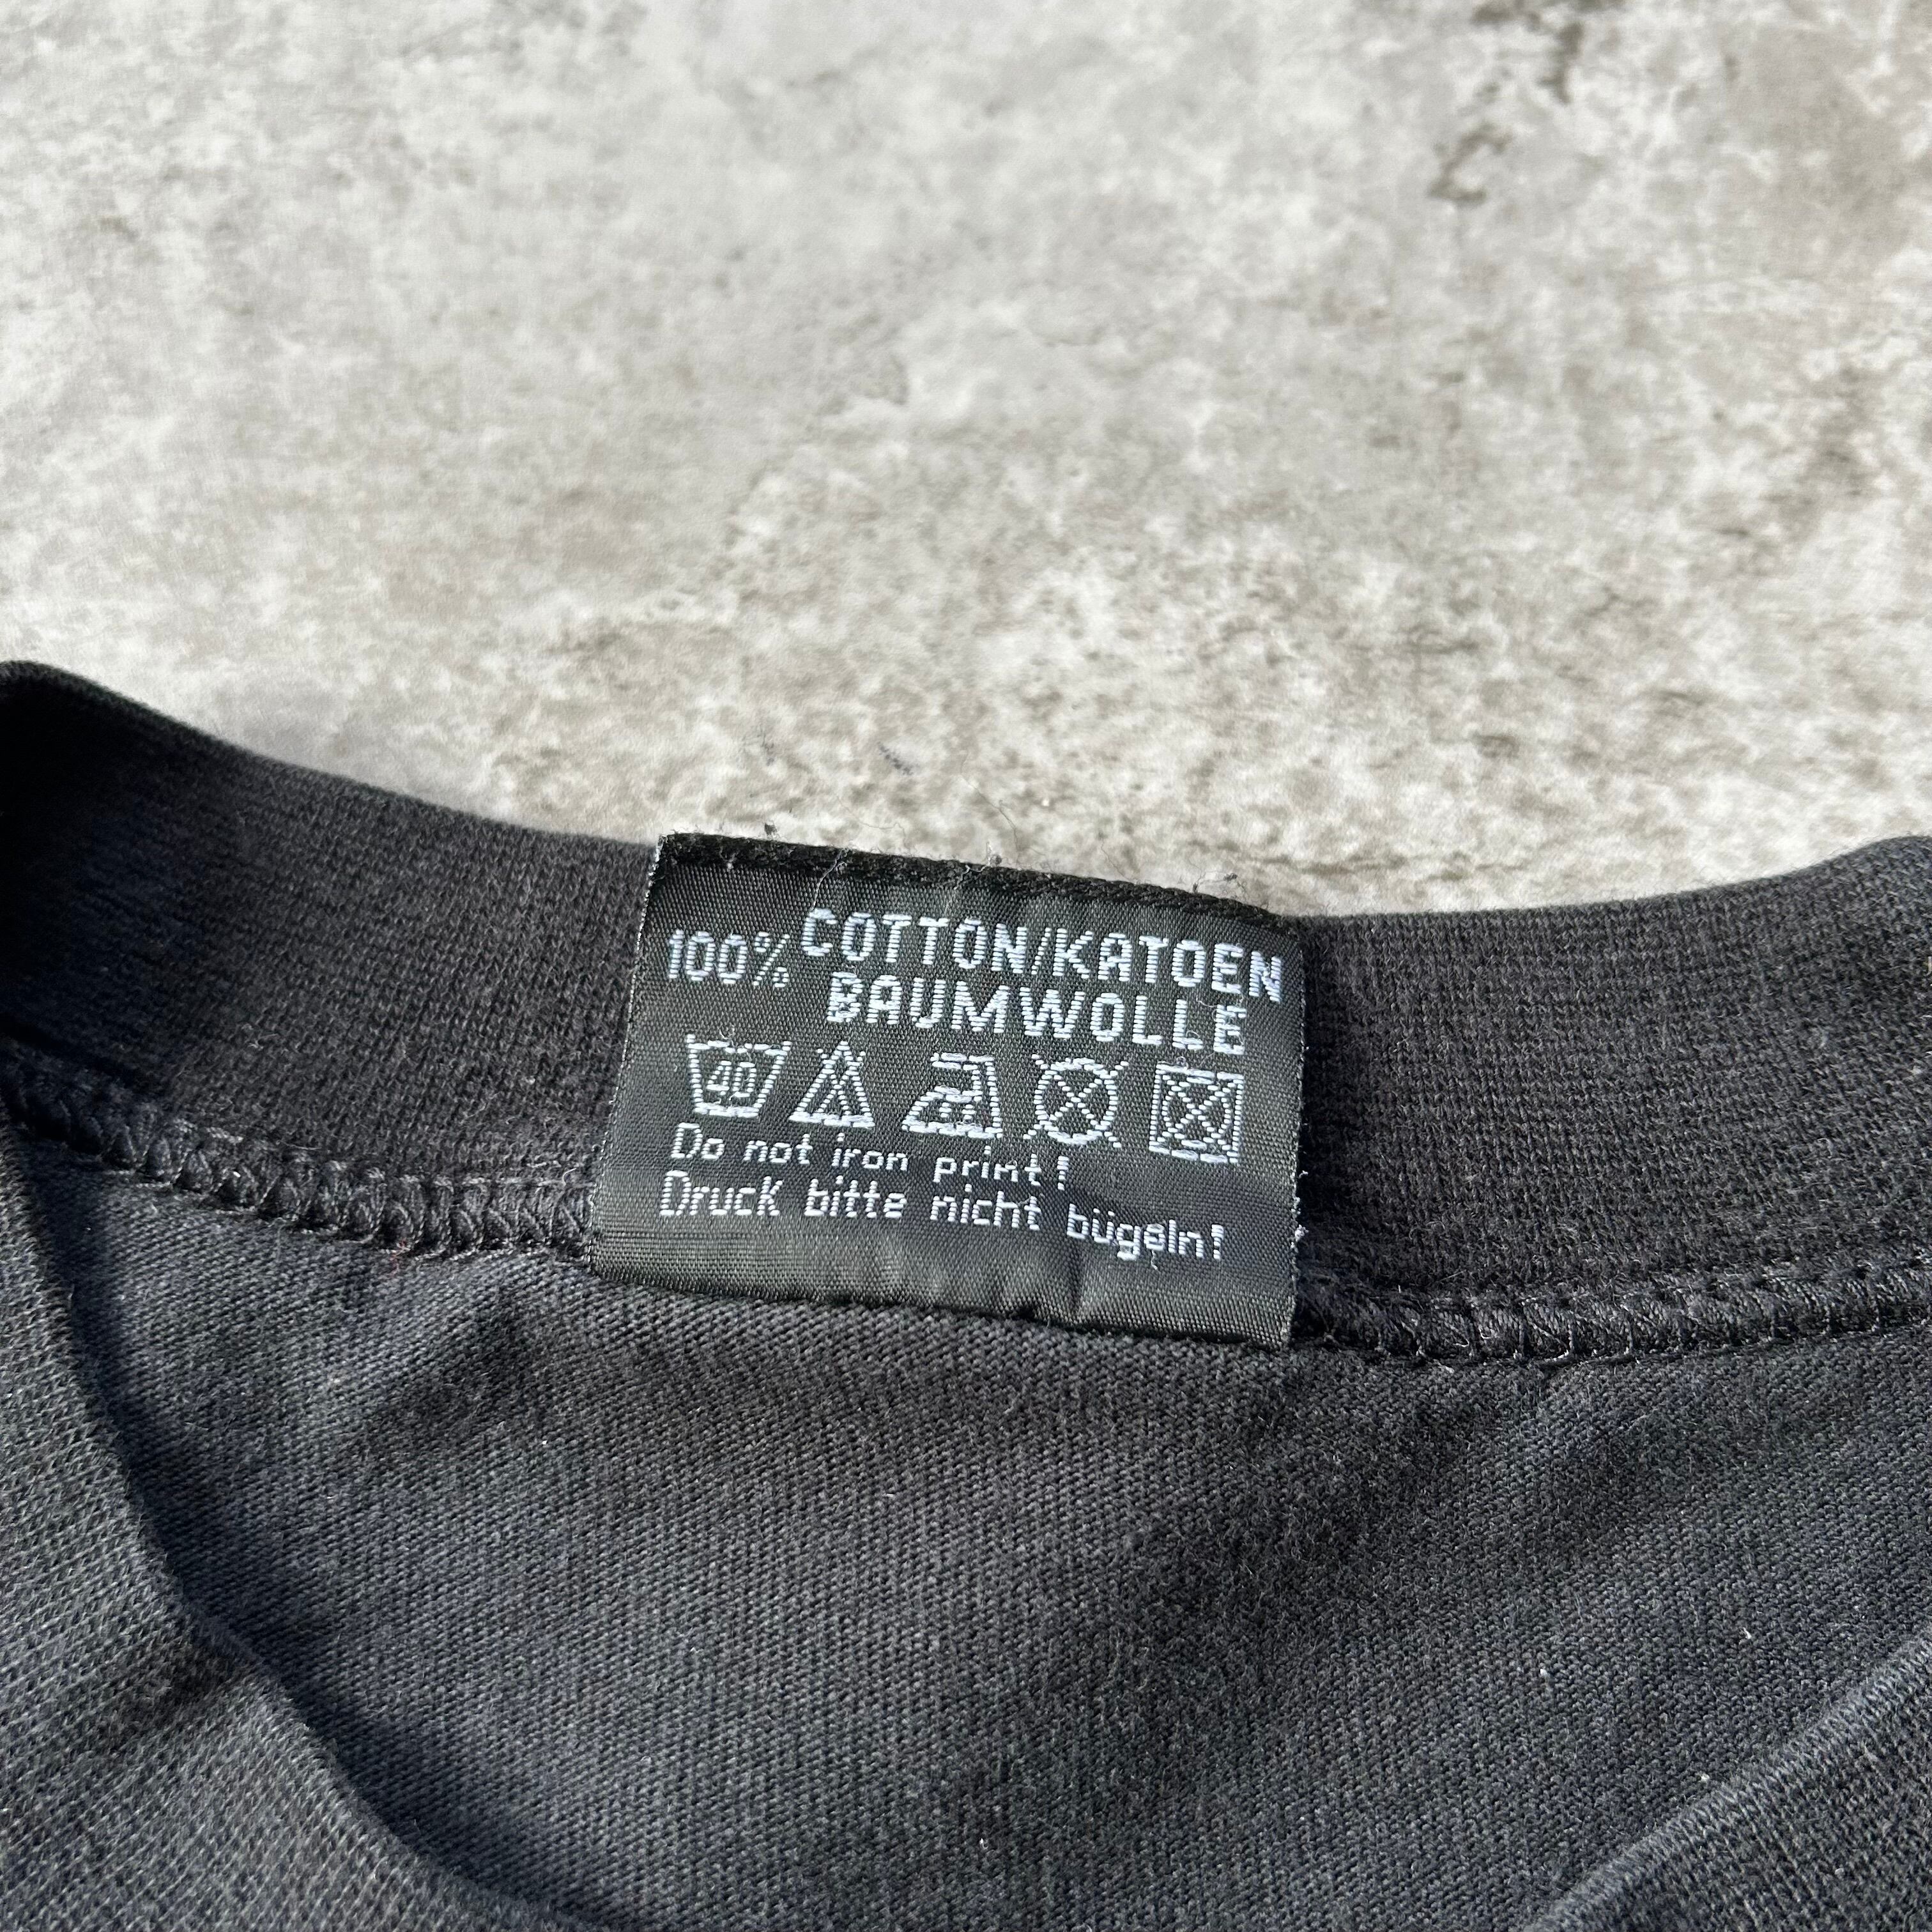 100% COTTON/KATOEN
BAUMWOLLE
40
Do not iron print!
Druck bitte nicht bügeln!